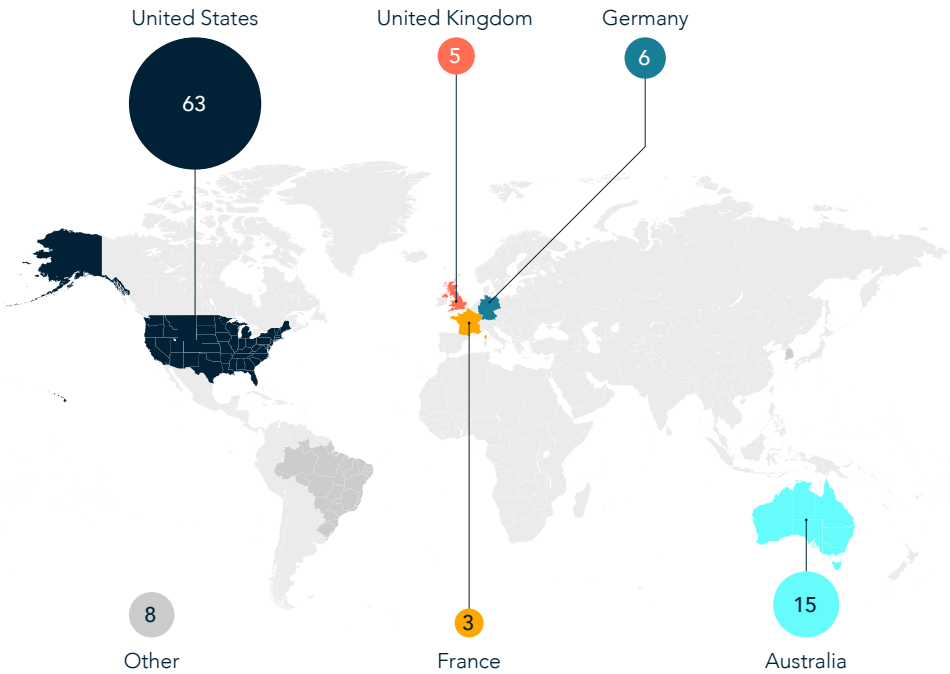 United States
United Kingdom
Germany
63
5
6
8
3
15
Other
France
Australia